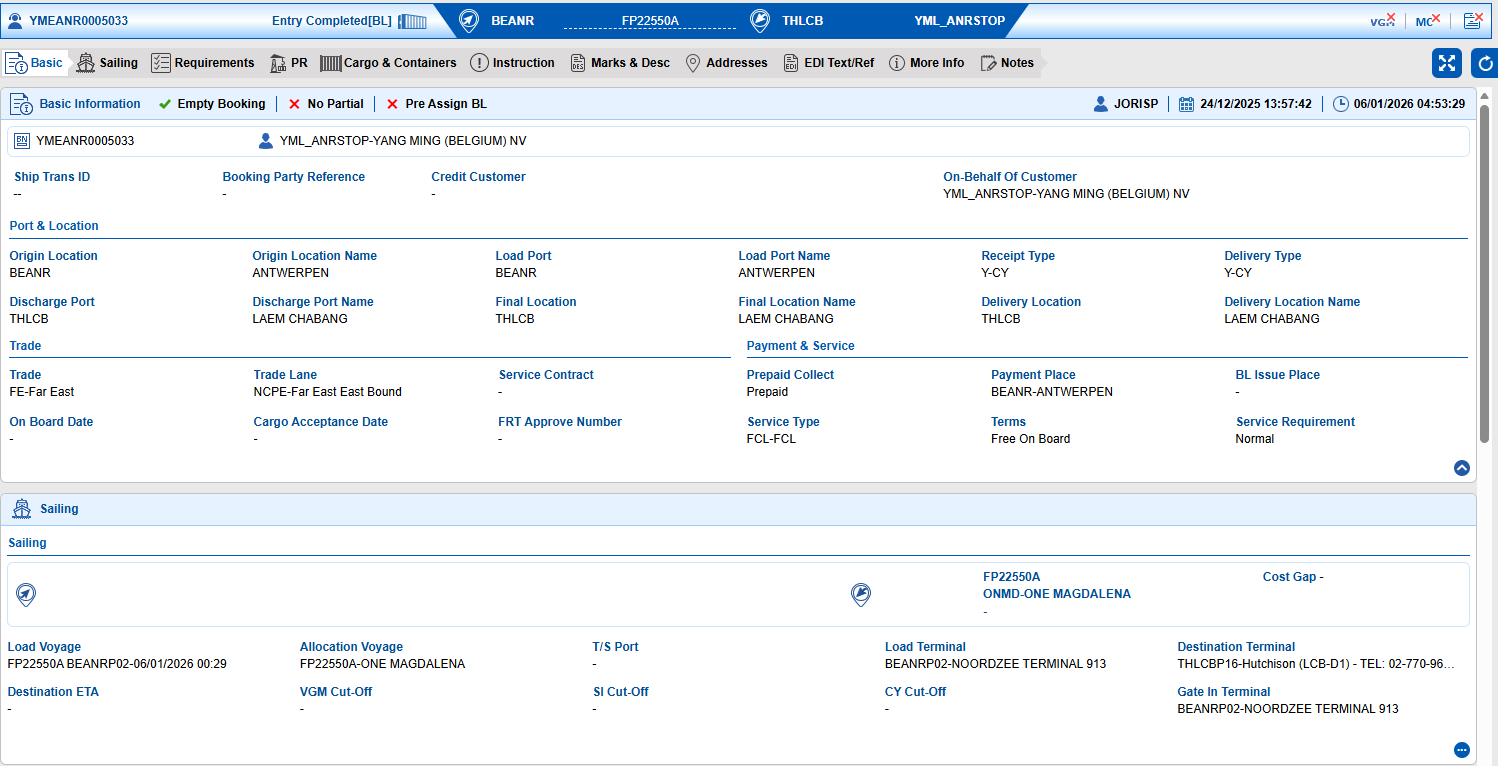 YMEANR0005033 Entry Completed[BL] BEANR FP22550A THLCB YML_ANRSTOP VGM MC
Basic Sailing Requirements PR Cargo & Containers Instruction Marks & Desc Addresses EDI Text/Ref More Info Notes
Basic Information Empty Booking No Partial Pre Assign BL JORISP 24/12/2025 13:57:42 06/01/2026 04:53:29
BN YMEANR0005033 YML_ANRSTOP-YANG MING (BELGIUM) NV
Ship Trans ID Booking Party Reference Credit Customer On-Behalf Of Customer
-- - - YML_ANRSTOP-YANG MING (BELGIUM) NV
Port & Location
Origin Location Origin Location Name Load Port Load Port Name Receipt Type Delivery Type
BEANR ANTWERPEN BEANR ANTWERPEN Y-CY Y-CY
Discharge Port Discharge Port Name Final Location Final Location Name Delivery Location Delivery Location Name
THLCB LAEM CHABANG THLCB LAEM CHABANG THLCB LAEM CHABANG
Trade Payment & Service
Trade Trade Lane Service Contract Prepaid Collect Payment Place BL Issue Place
FE-Far East NCPE-Far East East Bound - Prepaid BEANR-ANTWERPEN -
On Board Date Cargo Acceptance Date FRT Approve Number Service Type Terms Service Requirement
- - - FCL-FCL Free On Board Normal
Sailing
Sailing
FP22550A Cost Gap -
ONMD-ONE MAGDALENA
-
Load Voyage Allocation Voyage T/S Port Load Terminal Destination Terminal
FP22550A BEANRP02-06/01/2026 00:29 FP22550A-ONE MAGDALENA - BEANRP02-NOORDZEE TERMINAL 913 THLCBP16-Hutchison (LCB-D1) - TEL: 02-770-96...
Destination ETA VGM Cut-Off SI Cut-Off CY Cut-Off Gate In Terminal
- - - - BEANRP02-NOORDZEE TERMINAL 913